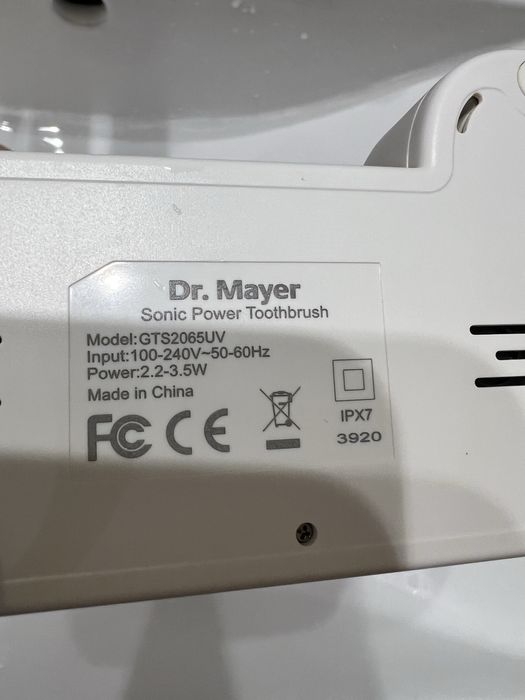 Dr. Mayer
Sonic Power Toothbrush
Model:GTS2065UV
Input:100-240V~50-60Hz
Power:2.2-3.5W
Made in China
FC CE
IPX7
3920